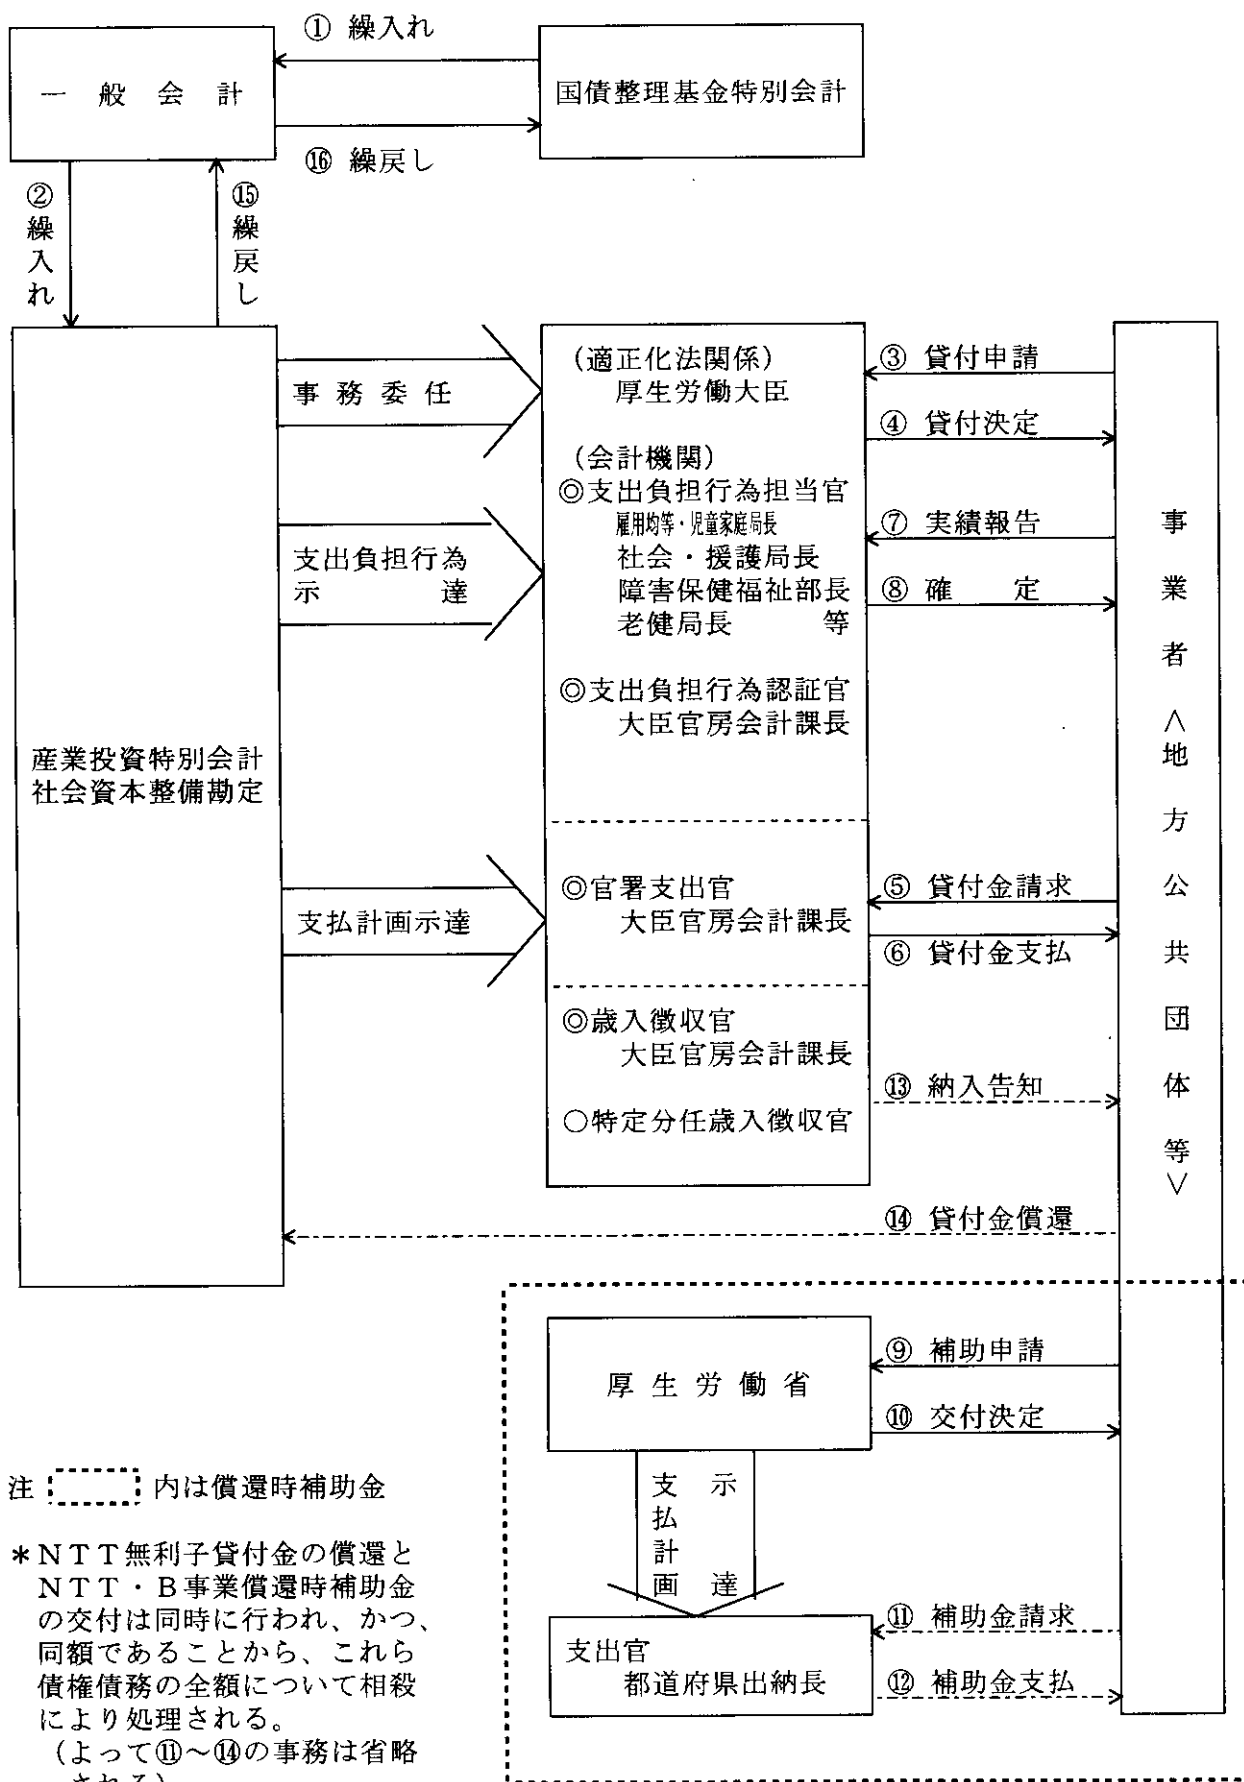 ① 繰入れ
一般会計
国債整理基金特別会計
⑯ 繰戻し
②繰入れ
⑮繰戻し
産業投資特別会計
社会資本整備勘定
事務委任
支出負担行為
示達
支払計画示達
(適正化法関係)
厚生労働大臣
(会計機関)
◎支出負担行為担当官
雇用均等・児童家庭局長
社会・援護局長
障害保健福祉部長
老健局長 等
◎支出負担行為認証官
大臣官房会計課長
◎官署支出官
大臣官房会計課長
◎歳入徴収官
大臣官房会計課長
○特定分任歳入徴収官
③ 貸付申請
④ 貸付決定
⑦ 実績報告
⑧ 確定
⑤ 貸付金請求
⑥ 貸付金支払
⑬ 納入告知
⑭ 貸付金償還
事業者<地方公共団体等>
厚生労働省
⑨ 補助申請
⑩ 交付決定
支払計画
示達
支出官
都道府県出納長
⑪ 補助金請求
⑫ 補助金支払
注 内は償還時補助金
*NTT無利子貸付金の償還と
NTT・B事業償還時補助金
の交付は同時に行われ、かつ、
同額であることから、これら
債権債務の全額について相殺
により処理される。
(よって⑪~⑭の事務は省略
される)